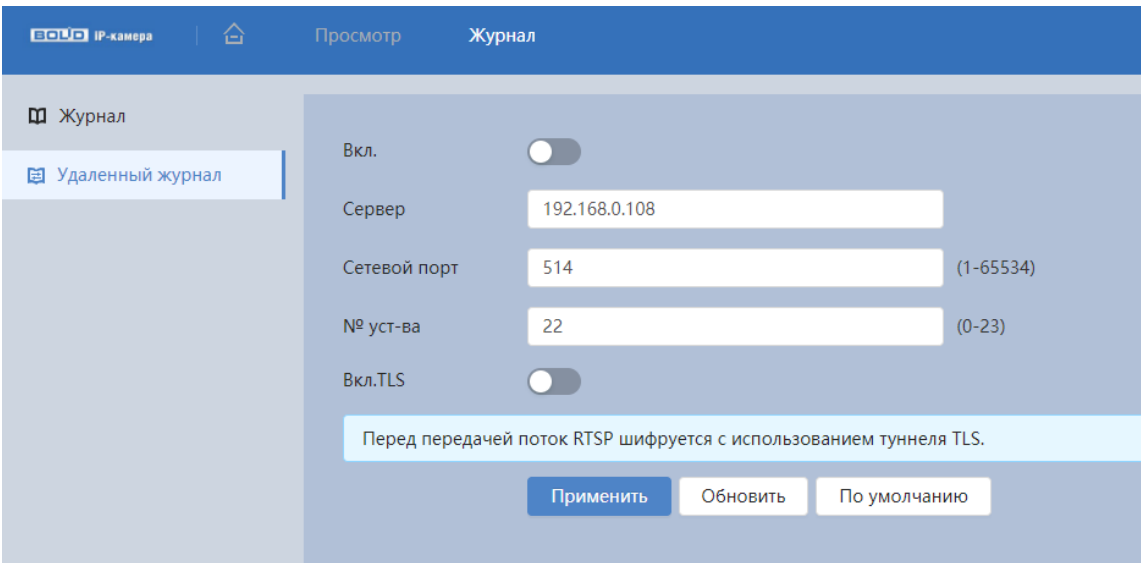 BOLID IP-камера
Просмотр
Журнал
Журнал
Удаленный журнал
Вкл.
Сервер 192.168.0.108
Сетевой порт 514 (1-65534)
№ уст-ва 22 (0-23)
Вкл.TLS
Перед передачей поток RTSP шифруется с использованием туннеля TLS.
Применить Обновить По умолчанию